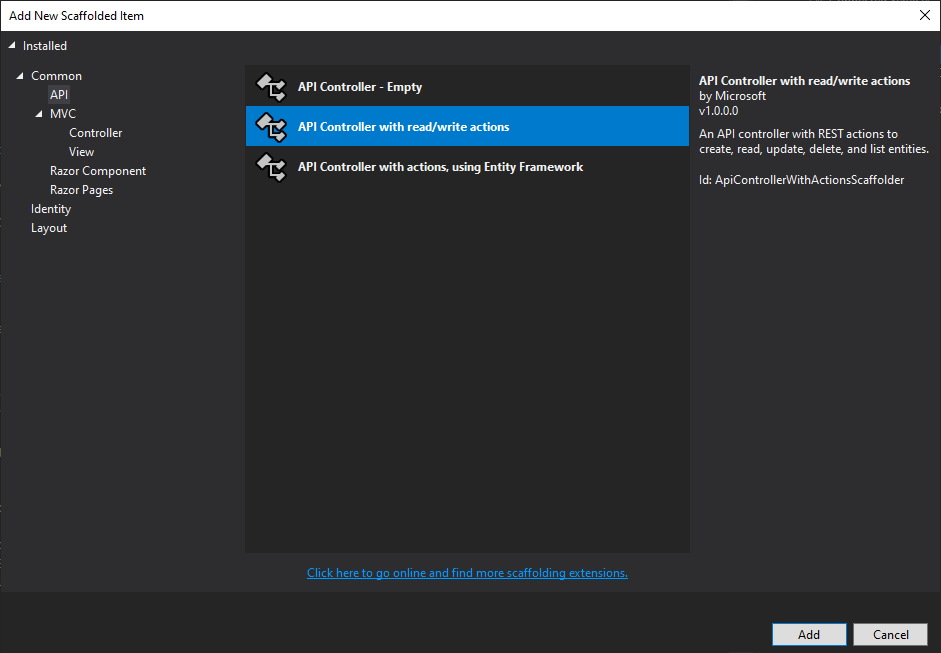 Add New Scaffolded Item
Installed
Common
API
MVC
Controller
View
Razor Component
Razor Pages
Identity
Layout
API Controller - Empty
API Controller with read/write actions
API Controller with actions, using Entity Framework
API Controller with read/write actions
by Microsoft
v1.0.0.0
An API controller with REST actions to
create, read, update, delete, and list entities.
Id: ApiControllerWithActionsScaffolder
Click here to go online and find more scaffolding extensions.
Add
Cancel